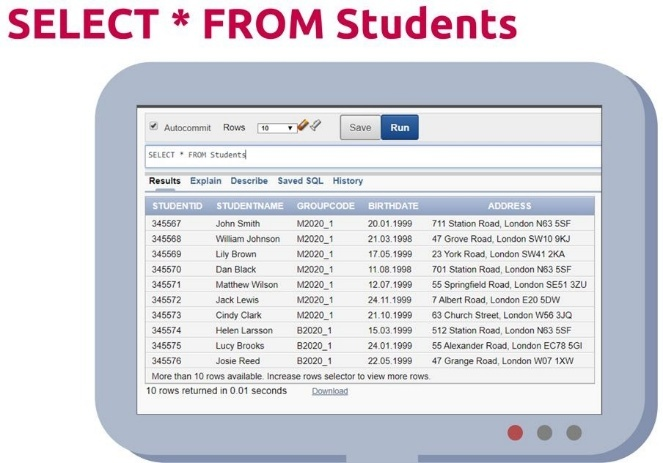 SELECT * FROM Students
Autocommit Rows 10 Save Run
SELECT * FROM Students
Results Explain Describe Saved SQL History
STUDENTID STUDENTNAME GROUPCODE BIRTHDATE ADDRESS
345567 John Smith M2020_1 20.01.1999 711 Station Road, London N63 5SF
345568 William Johnson M2020_1 21.03.1998 47 Grove Road, London SW10 9KJ
345569 Lily Brown M2020_1 17.05.1999 23 York Road, London SW41 2KA
345570 Dan Black M2020_1 11.08.1998 701 Station Road, London N63 5SF
345571 Matthew Wilson M2020_1 12.07.1999 55 Springfield Road, London SE51 3ZU
345572 Jack Lewis M2020_1 24.11.1999 7 Albert Road, London E20 5DW
345573 Cindy Clark M2020_1 21.10.1999 63 Church Street, London W56 3JQ
345574 Helen Larsson B2020_1 15.03.1999 512 Station Road, London N63 5SF
345575 Lucy Brooks B2020_1 24.01.1999 55 Alexander Road, London EC78 5GI
345576 Josie Reed B2020_1 22.05.1999 47 Grange Road, London W07 1XW
More than 10 rows available. Increase rows selector to view more rows.
10 rows returned in 0.01 seconds Download